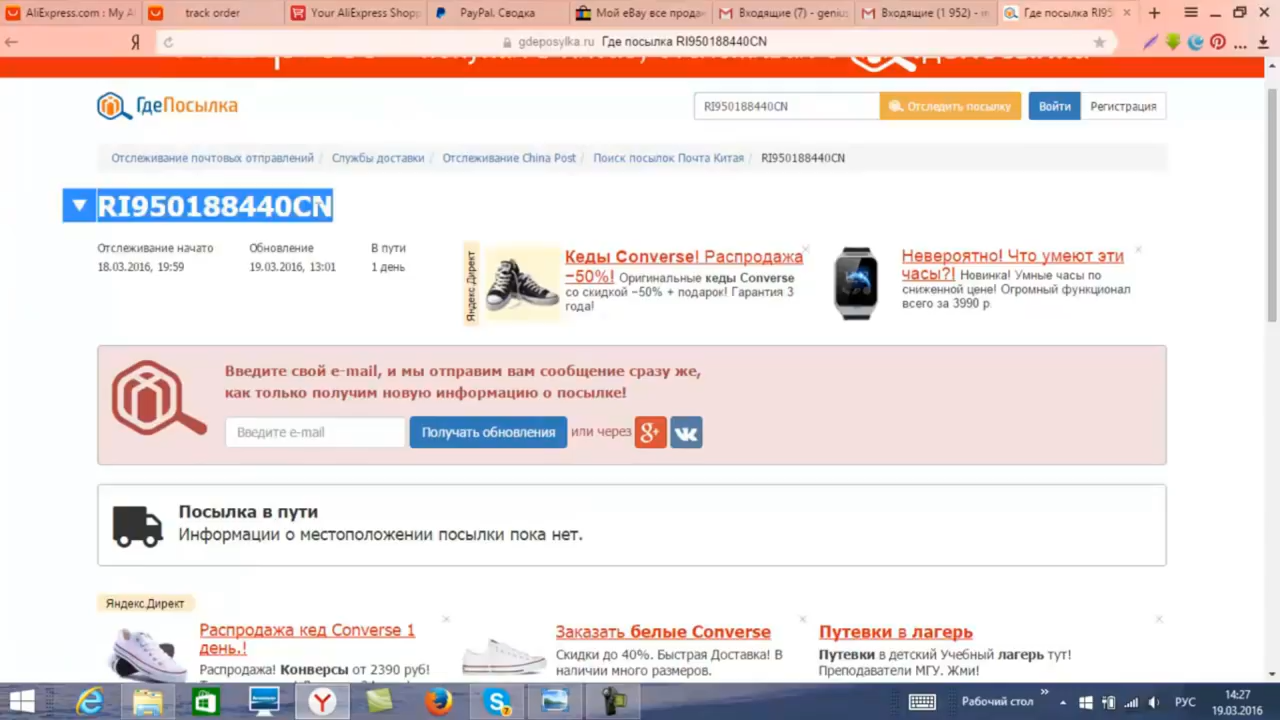 AliExpress.com : My Al
track order
Your AliExpress Shopp
PayPal. Сводка
Мой eBay все прода
Входящие (7) - geniu
Входящие (1 952) - m
Где посылка RI95
gdeposylka.ru Где посылка RI950188440CN
ГдеПосылка
RI950188440CN
Отследить посылку
Войти
Регистрация
Отслеживание почтовых отправлений / Службы доставки / Отслеживание China Post / Поиск посылок Почта Китая / RI950188440CN
RI950188440CN
Отслеживание начато
Обновление
В пути
18.03.2016, 19:59
19.03.2016, 13:01
1 день
Яндекс Директ
Кеды Converse! Распродажа
−50%! Оригинальные кеды Converse
со скидкой −50% + подарок! Гарантия 3
года!
Невероятно! Что умеют эти
часы?! Новинка! Умные часы по
сниженной цене! Огромный функционал
всего за 3990 р.
Введите свой e-mail, и мы отправим вам сообщение сразу же,
как только получим новую информацию о посылке!
Введите e-mail
Получать обновления
или через
Посылка в пути
Информации о местоположении посылки пока нет.
Яндекс Директ
Распродажа кед Converse 1
день.!
Распродажа! Конверсы от 2390 руб!
Заказать белые Converse
Скидки до 40%. Быстрая Доставка! В
наличии много размеров.
Путевки в лагерь
Путевки в детский Учебный лагерь тут!
Преподаватели МГУ. Жми!
Рабочий стол
РУС
14:27
19.03.2016